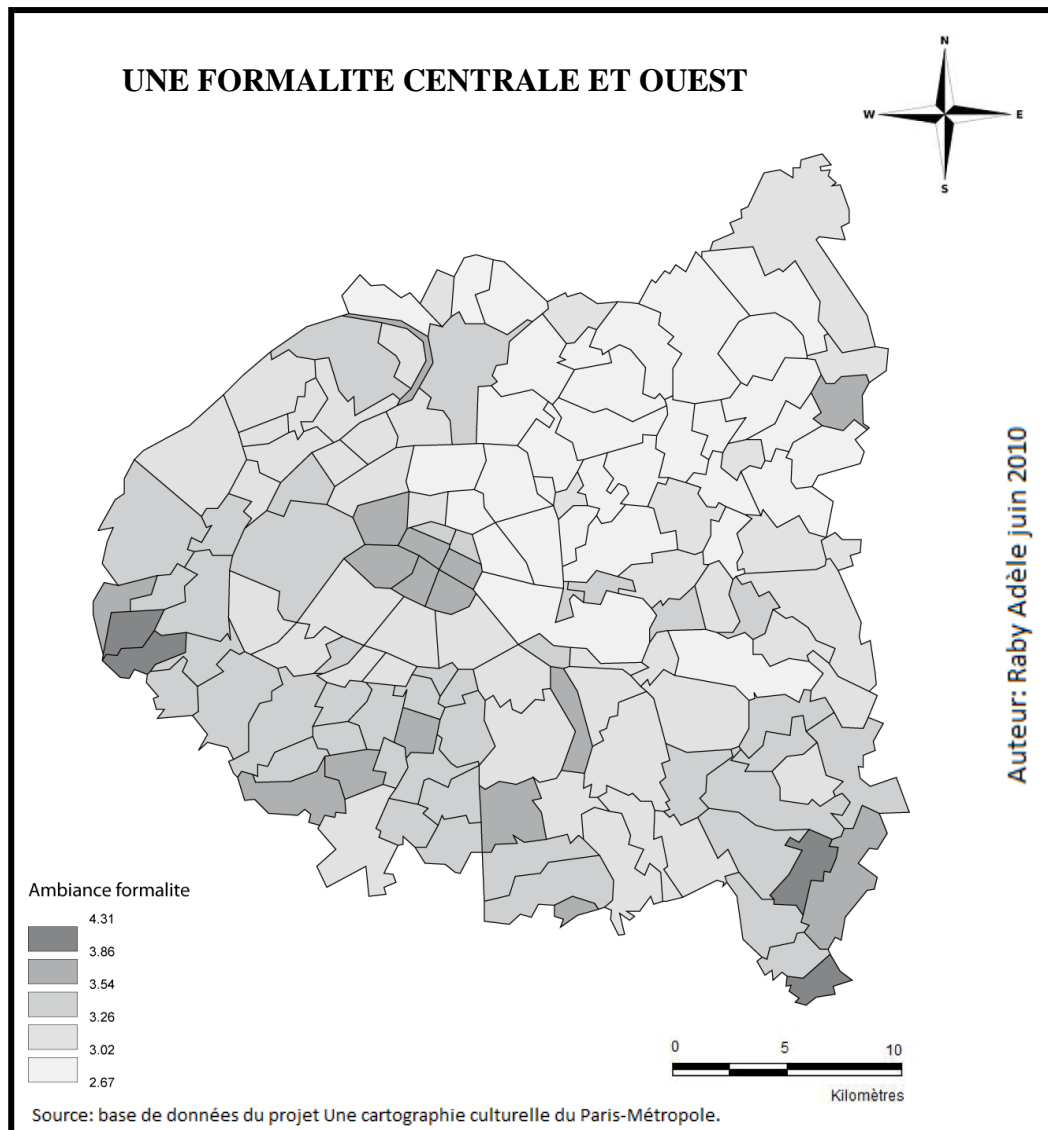 UNE FORMALITE CENTRALE ET OUEST
N
W
E
S
Auteur: Raby Adèle juin 2010
Ambiance formalite
4.31
3.86
3.54
3.26
3.02
2.67
0 5 10
Kilomètres
Source: base de données du projet Une cartographie culturelle du Paris-Métropole.